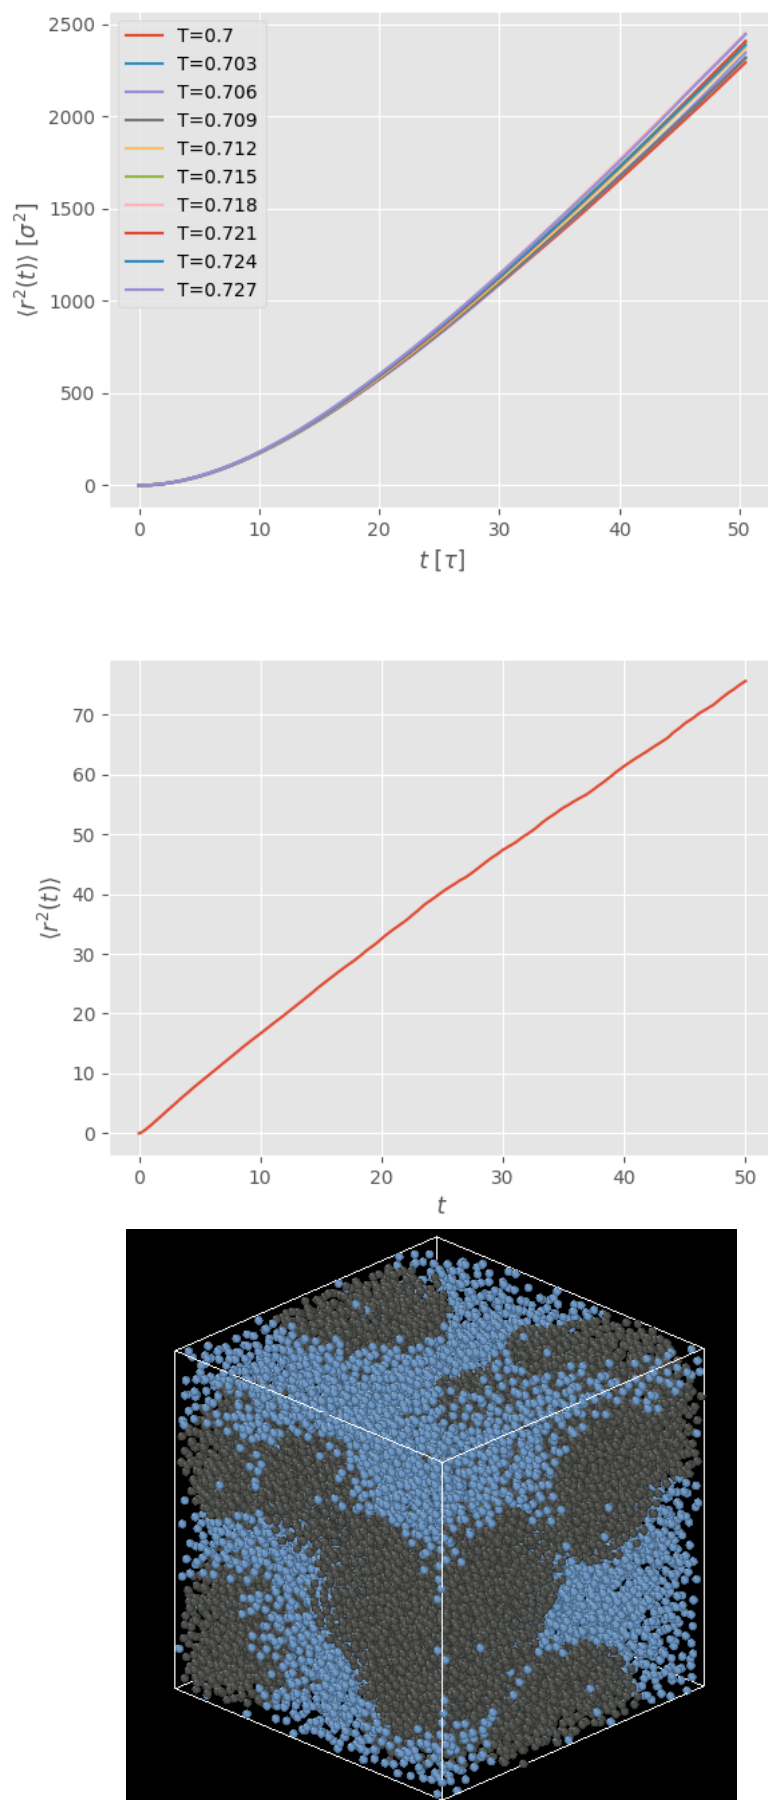 2500
2000
1500
1000
500
0
⟨r²(t)⟩ [σ²]
T=0.7
T=0.703
T=0.706
T=0.709
T=0.712
T=0.715
T=0.718
T=0.721
T=0.724
T=0.727
0 10 20 30 40 50
t [τ]
70
60
50
40
30
20
10
0
⟨r²(t)⟩
0 10 20 30 40 50
t